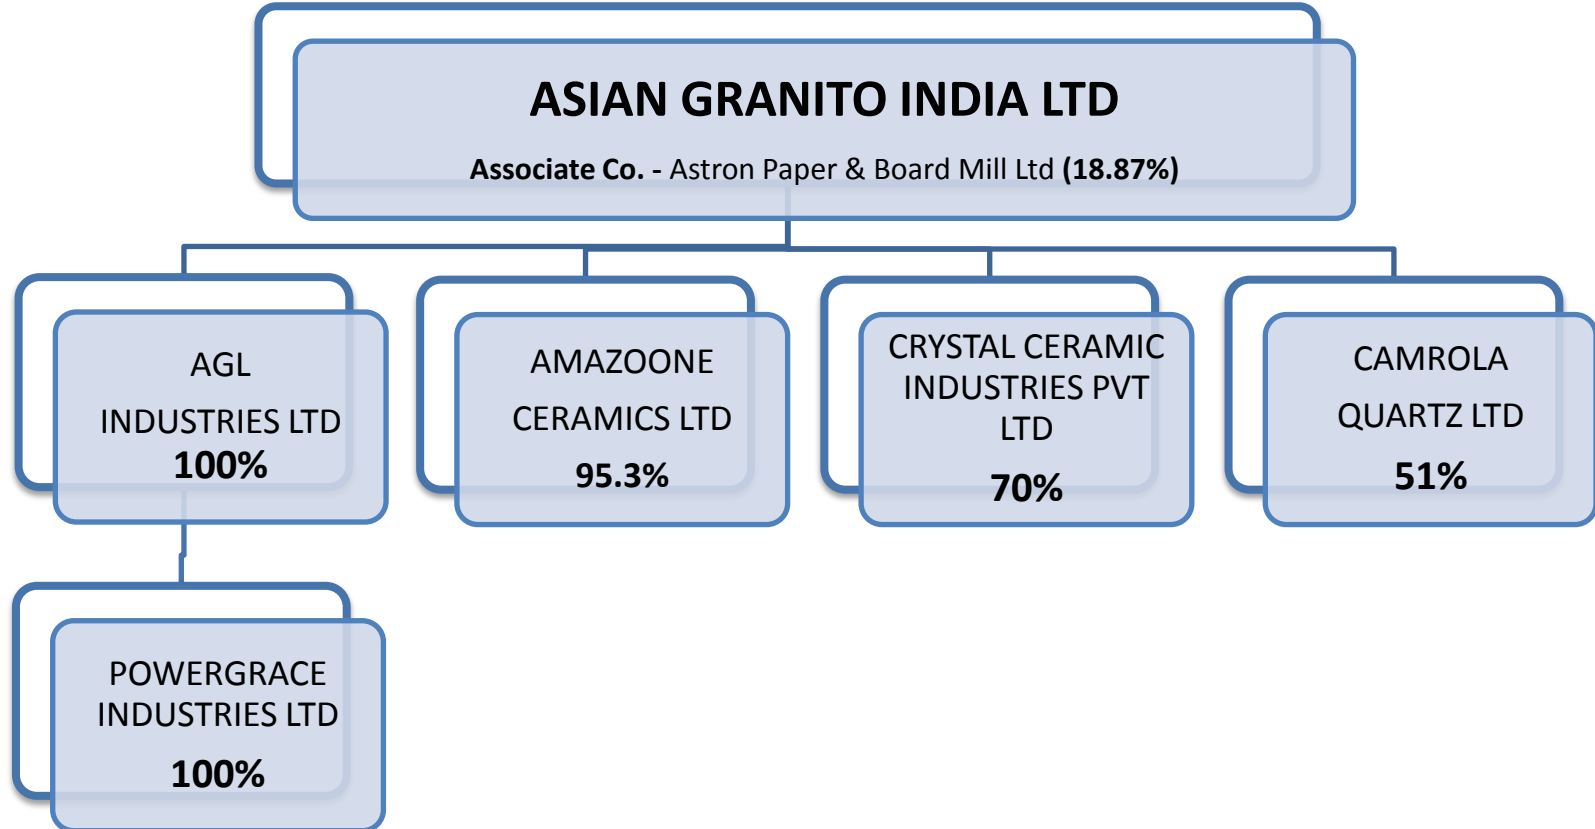 ASIAN GRANITO INDIA LTD
Associate Co. - Astron Paper & Board Mill Ltd (18.87%)
AGL
INDUSTRIES LTD
100%
AMAZOONE
CERAMICS LTD
95.3%
CRYSTAL CERAMIC
INDUSTRIES PVT
LTD
70%
CAMROLA
QUARTZ LTD
51%
POWERGRACE
INDUSTRIES LTD
100%